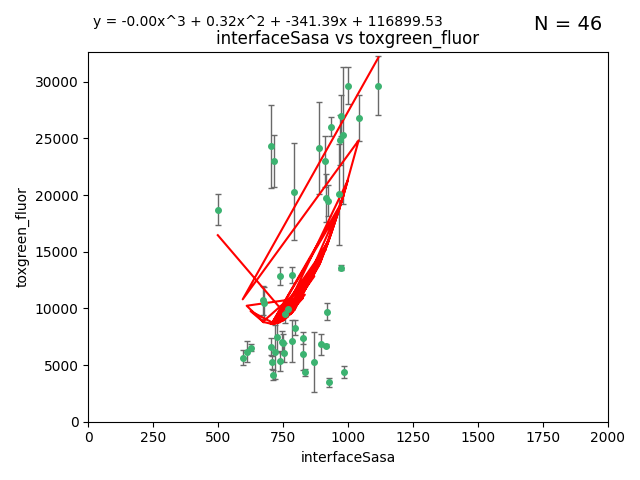 y = -0.00x^3 + 0.32x^2 + -341.39x + 116899.53
N = 46
interfaceSasa vs toxgreen_fluor
30000
25000
20000
15000
10000
5000
0
toxgreen_fluor
0 250 500 750 1000 1250 1500 1750 2000
interfaceSasa